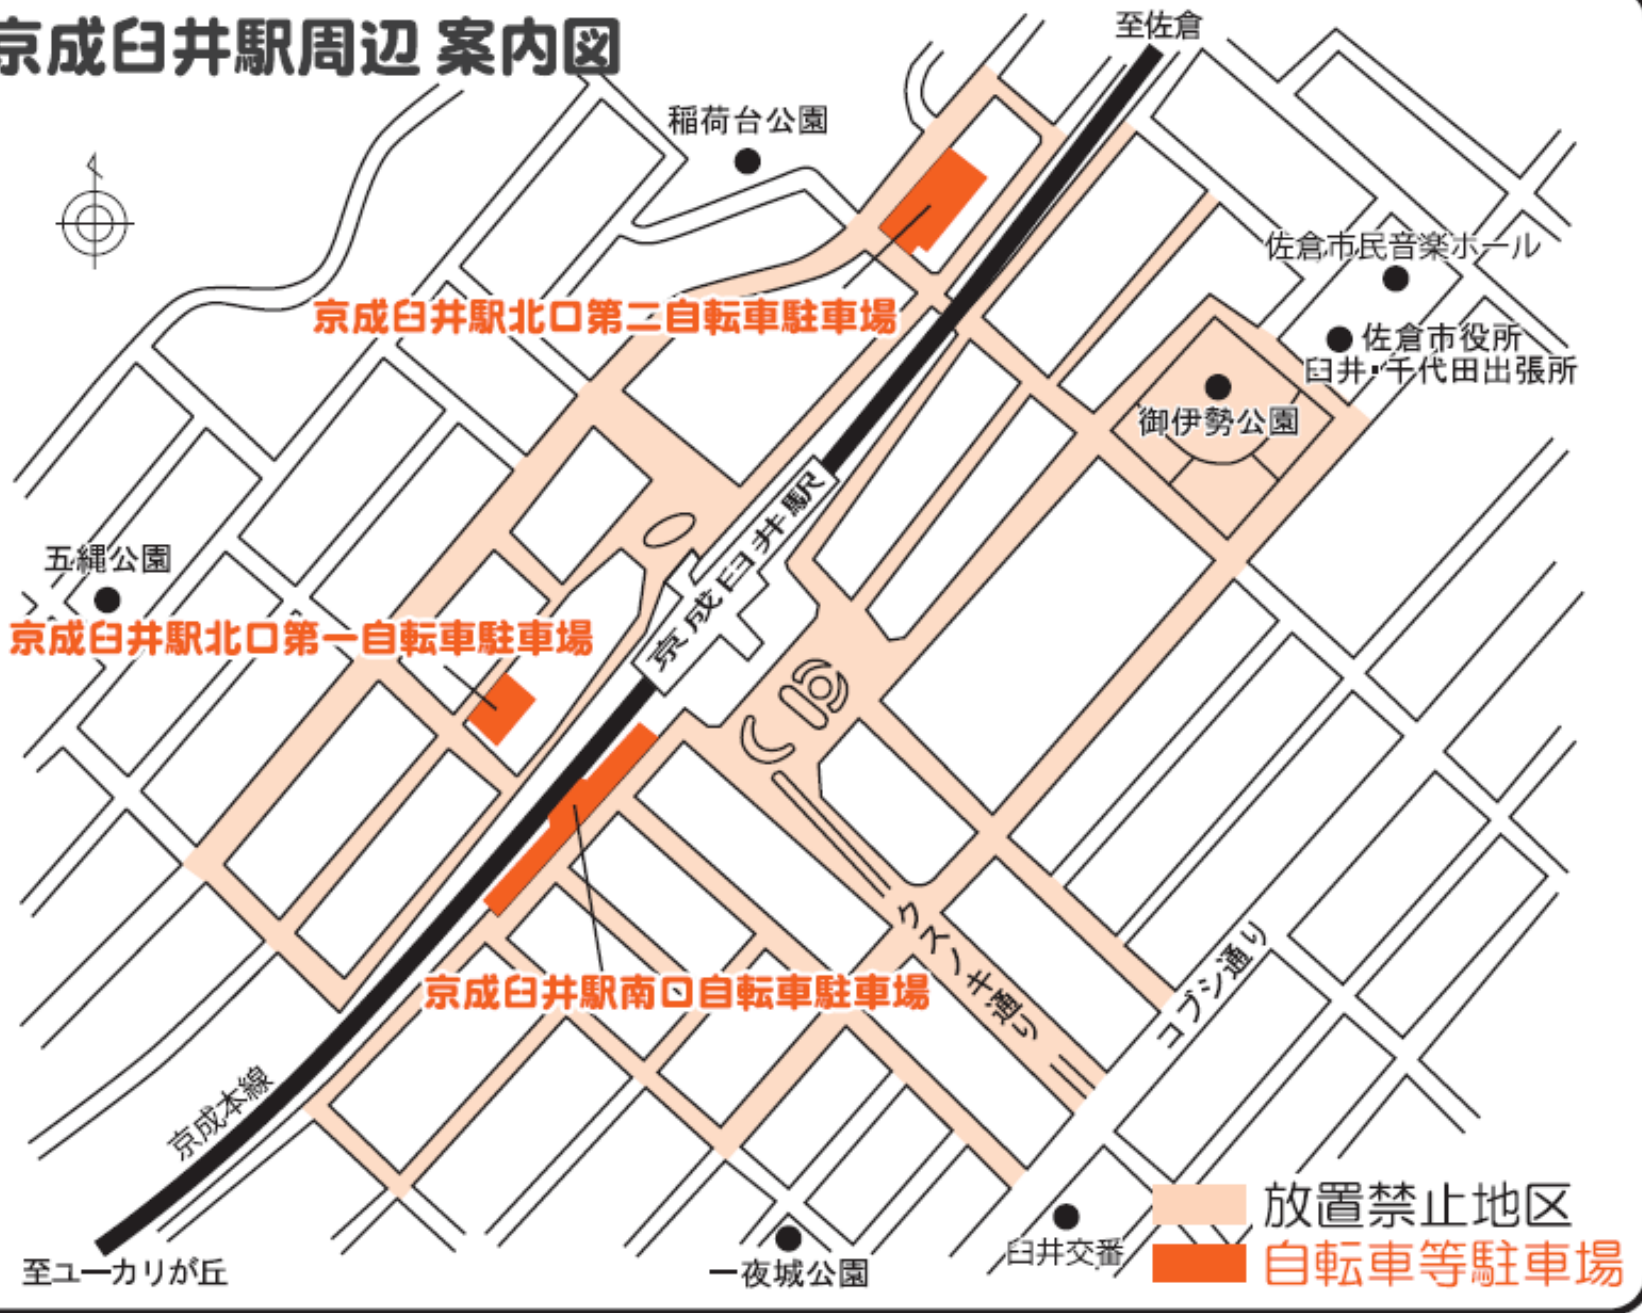 京成臼井駅周辺 案内図
至佐倉
稲荷台公園
佐倉市民音楽ホール
京成臼井駅北口第二自転車駐車場
佐倉市役所
臼井・千代田出張所
御伊勢公園
京成臼井駅
五縄公園
京成臼井駅北口第一自転車駐車場
クスノキ通り
コブシ通り
京成臼井駅南口自転車駐車場
京成本線
放置禁止地区
自転車等駐車場
臼井交番
一夜城公園
至ユーカリが丘